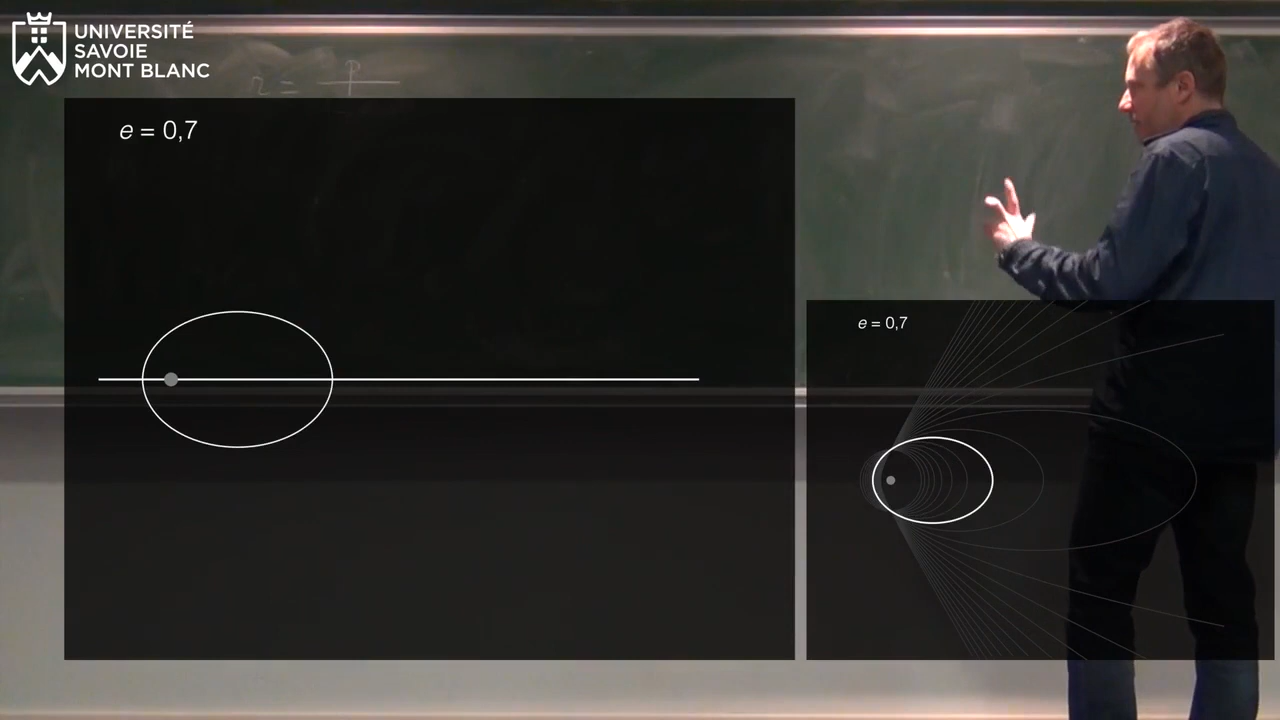 UNIVERSITÉ
SAVOIE
MONT BLANC
r = p
e = 0,7
e = 0,7